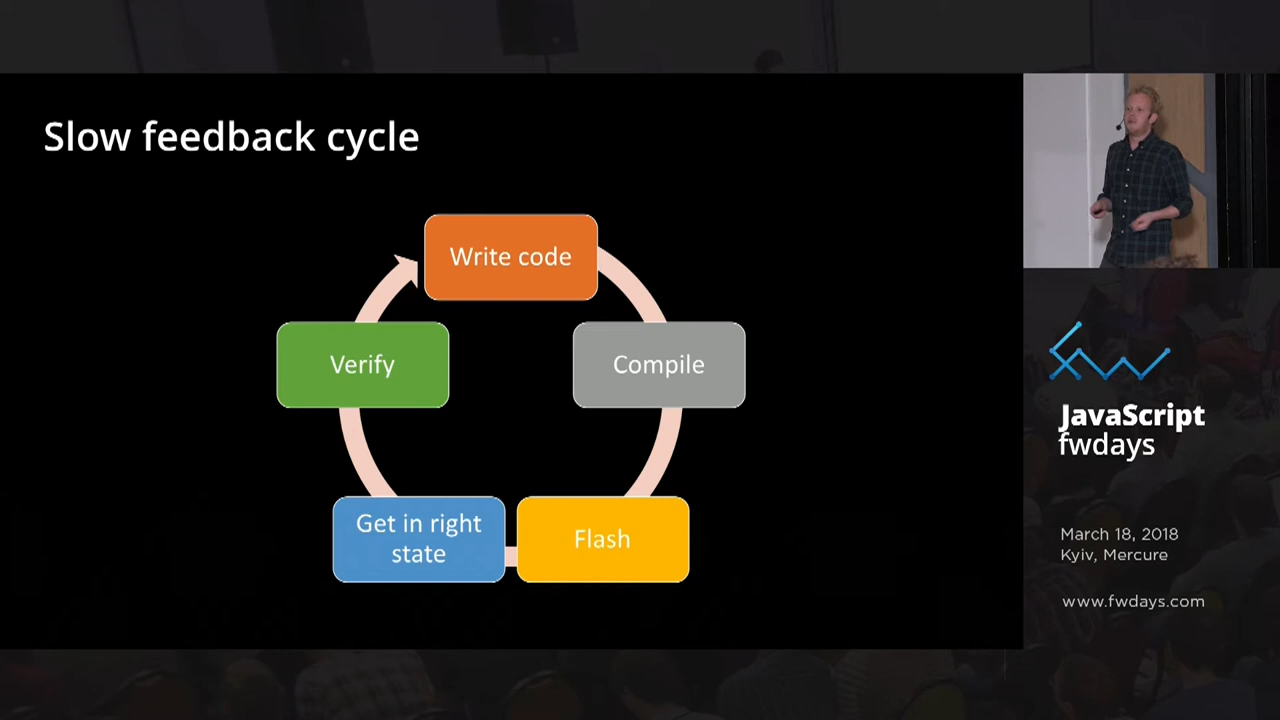 Slow feedback cycle
Write code
Verify
Compile
Get in right
state
Flash
JavaScript
fwdays
March 18, 2018
Kyiv, Mercure
www.fwdays.com